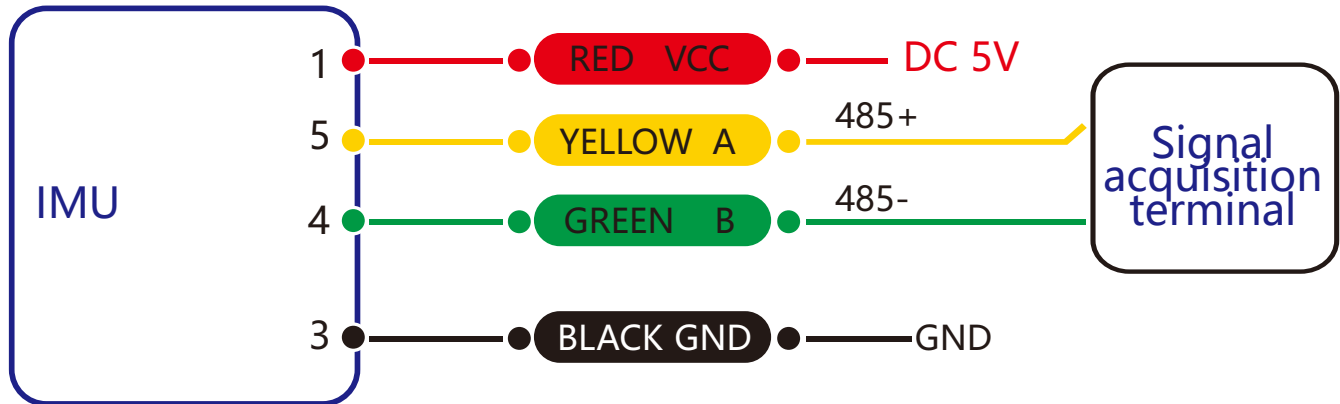 IMU
1 RED VCC DC 5V
5 YELLOW A 485+
4 GREEN B 485-
3 BLACK GND GND
Signal
acquisition
terminal